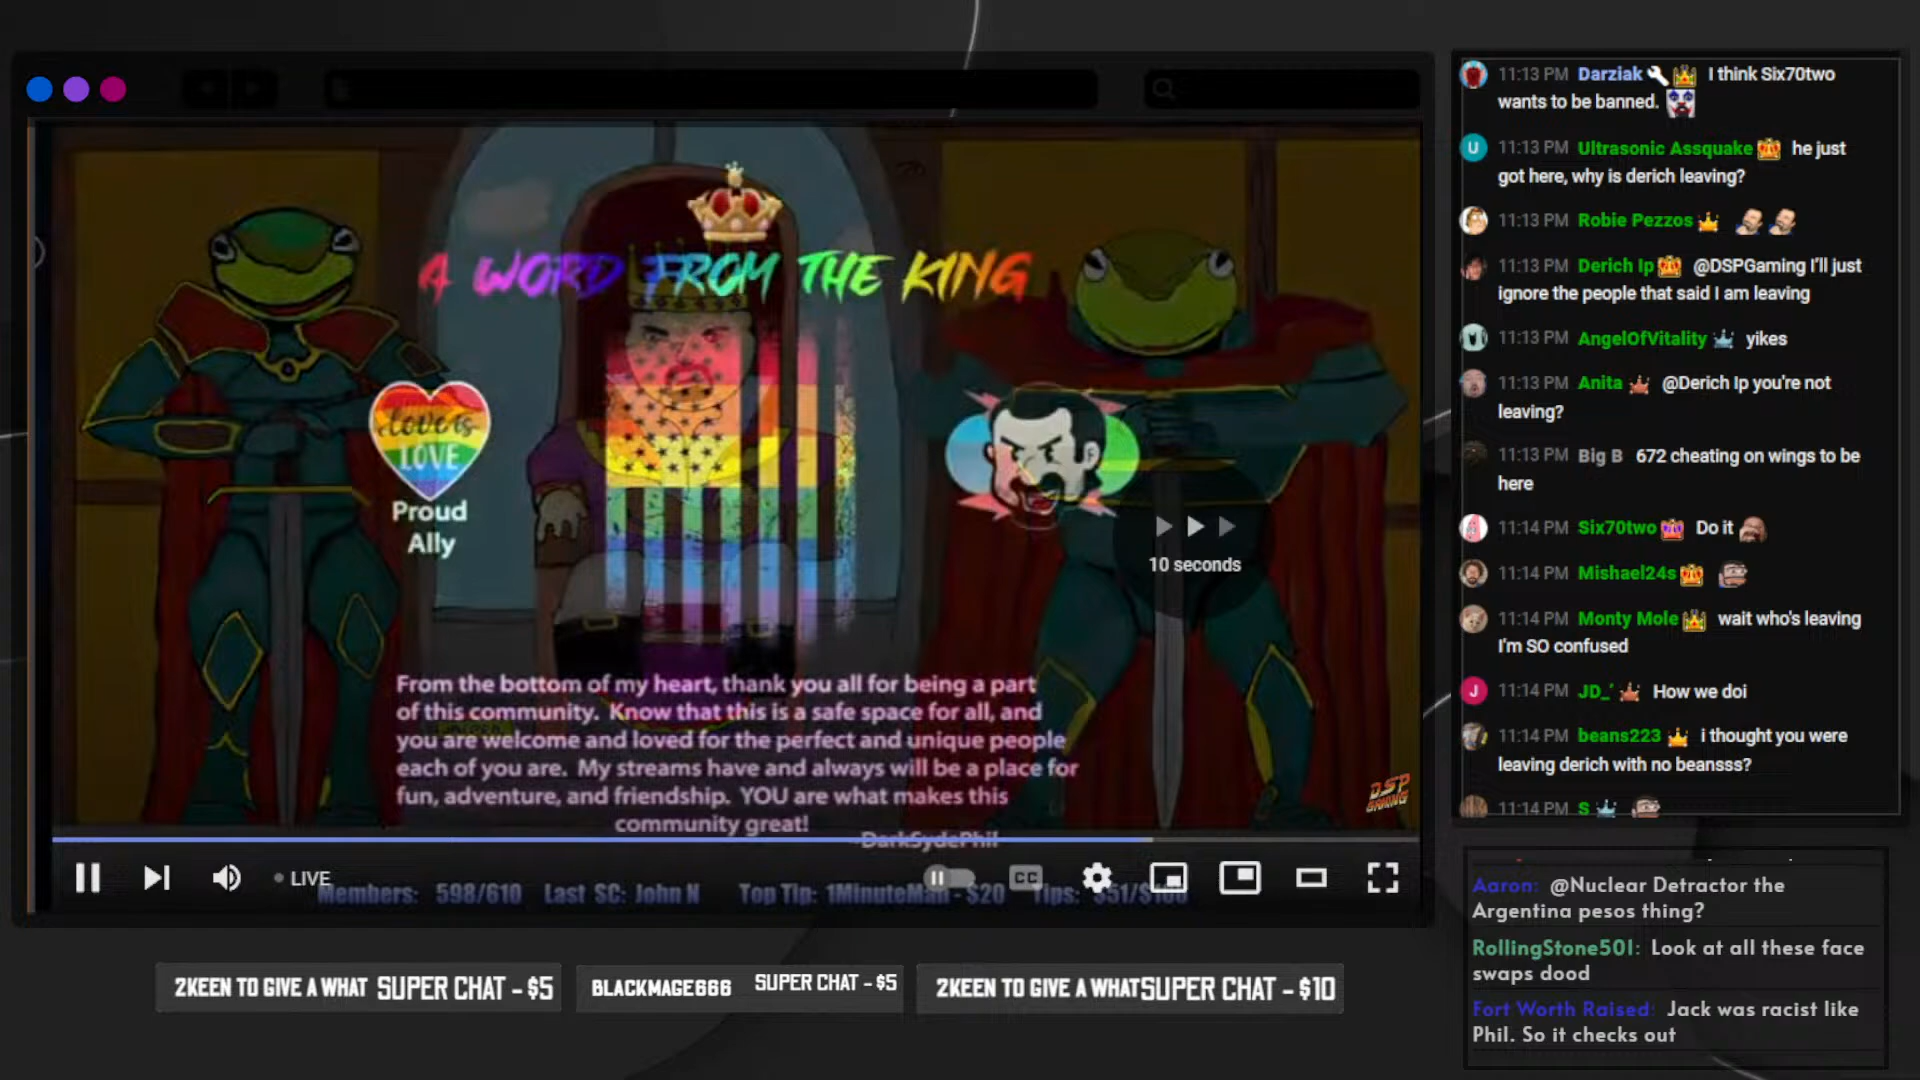 A WORD FROM THE KING
love is
LOVE
Proud
Ally
10 seconds
From the bottom of my heart, thank you all for being a part
of this community. Know that this is a safe space for all, and
you are welcome and loved for the perfect and unique people
each of you are. My streams have and always will be a place for
fun, adventure, and friendship. YOU are what makes this
community great!
-DarkSydePhil
DSP
GAMING
LIVE
CC
Members: 598/610 Last SC: John N Top Tip: 1MinuteMan - $20 Tips: $51/$100
2KEEN TO GIVE A WHAT SUPER CHAT - $5
BLACKMAGE666 SUPER CHAT - $5
2KEEN TO GIVE A WHAT SUPER CHAT - $10
11:13 PM Darziak I think Six70two
wants to be banned.
U 11:13 PM Ultrasonic Assquake he just
got here, why is derich leaving?
11:13 PM Robie Pezzos
11:13 PM Derich Ip @DSPGaming I'll just
ignore the people that said I am leaving
11:13 PM AngelOfVitality yikes
11:13 PM Anita @Derich Ip you're not
leaving?
11:13 PM Big B 672 cheating on wings to be
here
11:14 PM Six70two Do it
11:14 PM Mishael24s
11:14 PM Monty Mole wait who's leaving
I'm SO confused
J 11:14 PM JD_' How we doi
11:14 PM beans223 i thought you were
leaving derich with no beansss?
11:14 PM S
Aaron: @Nuclear Detractor the
Argentina pesos thing?
RollingStone501: Look at all these face
swaps dood
Fort Worth Raised: Jack was racist like
Phil. So it checks out